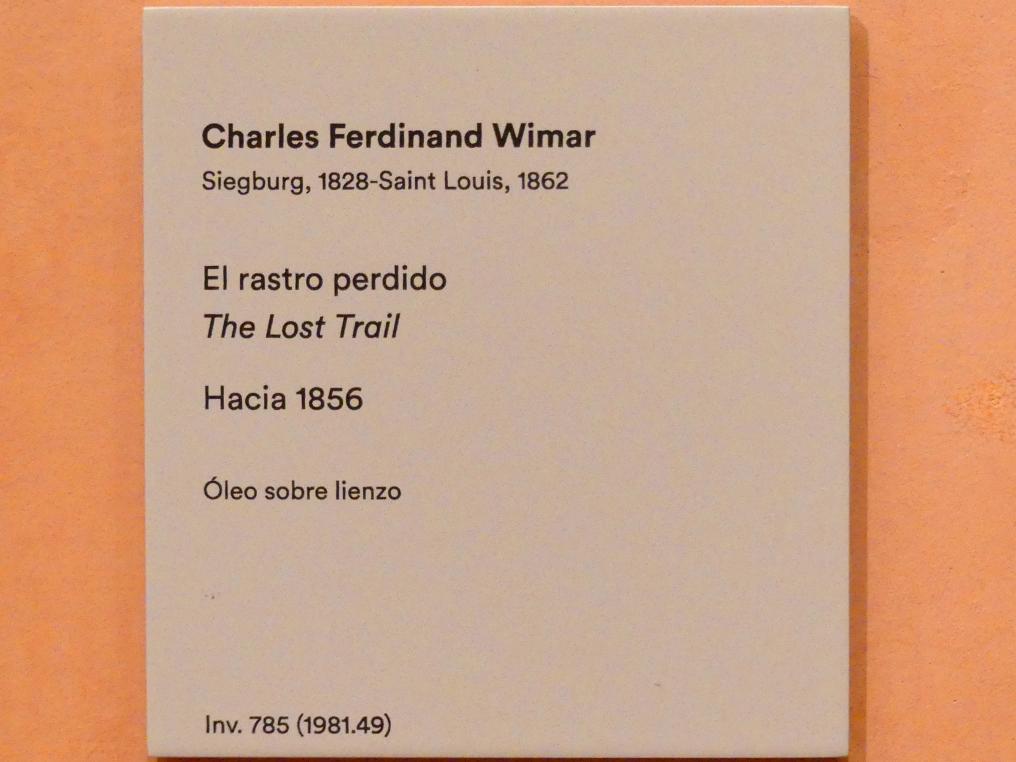 Charles Ferdinand Wimar
Siegburg, 1828-Saint Louis, 1862
El rastro perdido
The Lost Trail
Hacia 1856
Óleo sobre lienzo
Inv. 785 (1981.49)